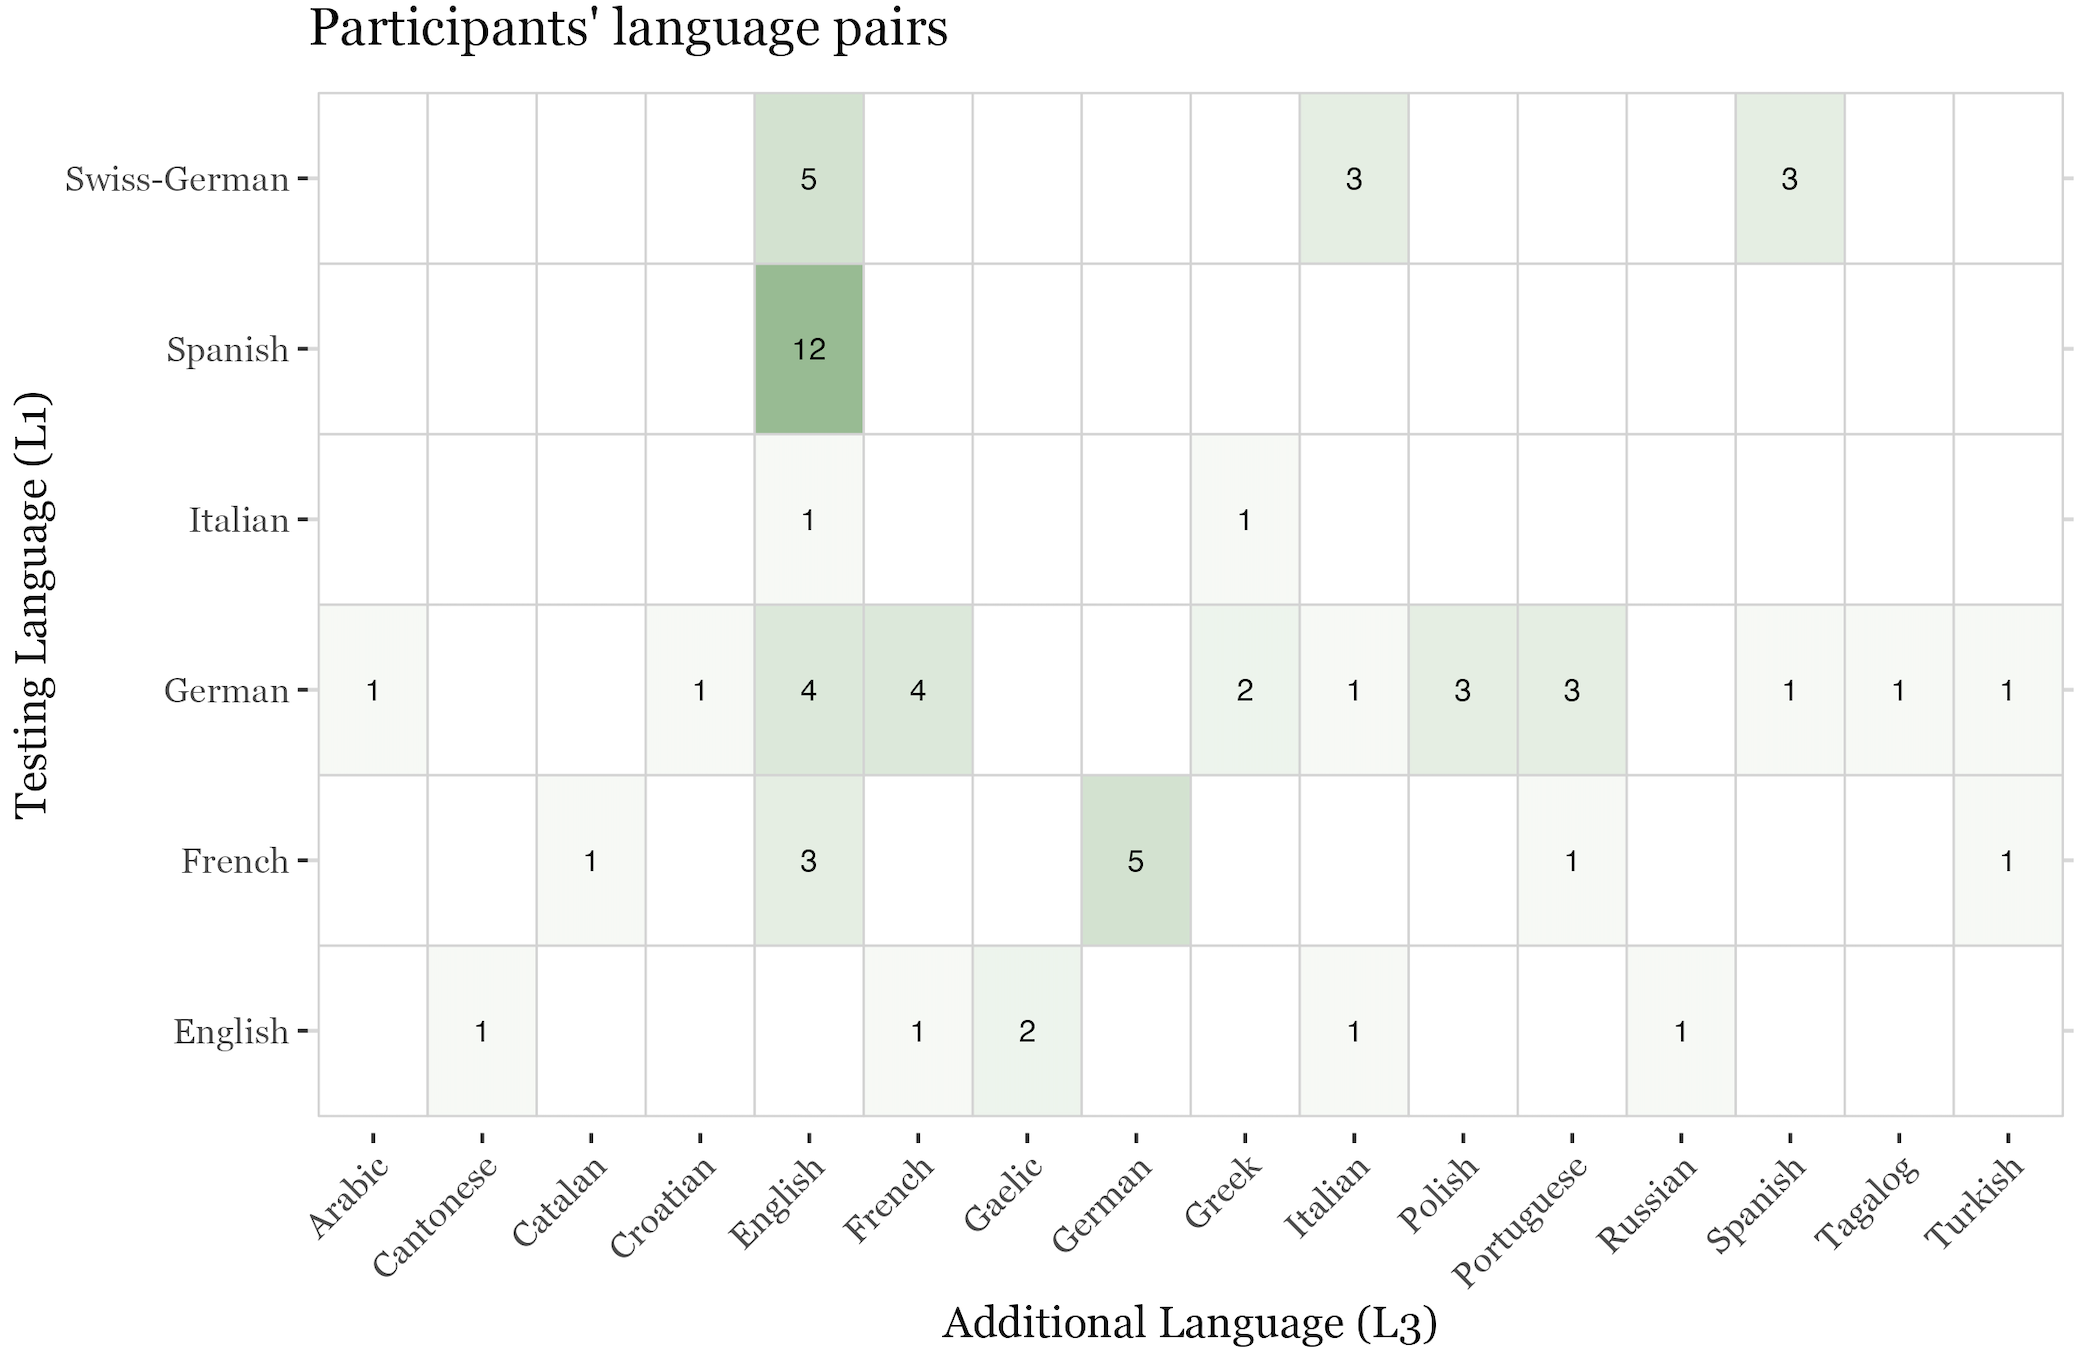 Participants' language pairs
Testing Language (L1)
Swiss-German 5 3 3
Spanish 12
Italian 1 1
German 1 1 4 4 2 1 3 3 1 1 1
French 1 3 5 1 1
English 1 1 2 1 1
Arabic Cantonese Catalan Croatian English French Gaelic German Greek Italian Polish Portuguese Russian Spanish Tagalog Turkish
Additional Language (L3)